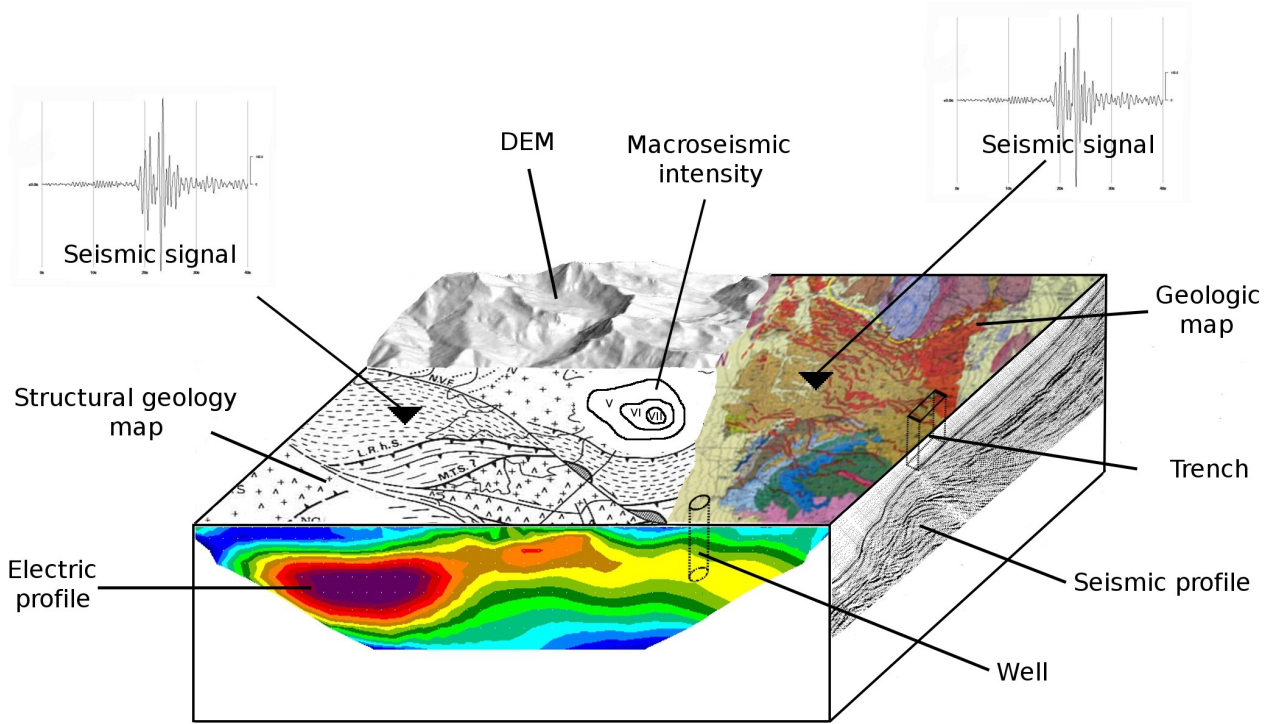 Seismic signal
DEM
Macroseismic
intensity
Seismic signal
Geologic
map
Structural geology
map
N.V.F.
V
VI
VII
L.R.h.S.
M.T.S. ?
Trench
Electric
profile
Seismic profile
Well